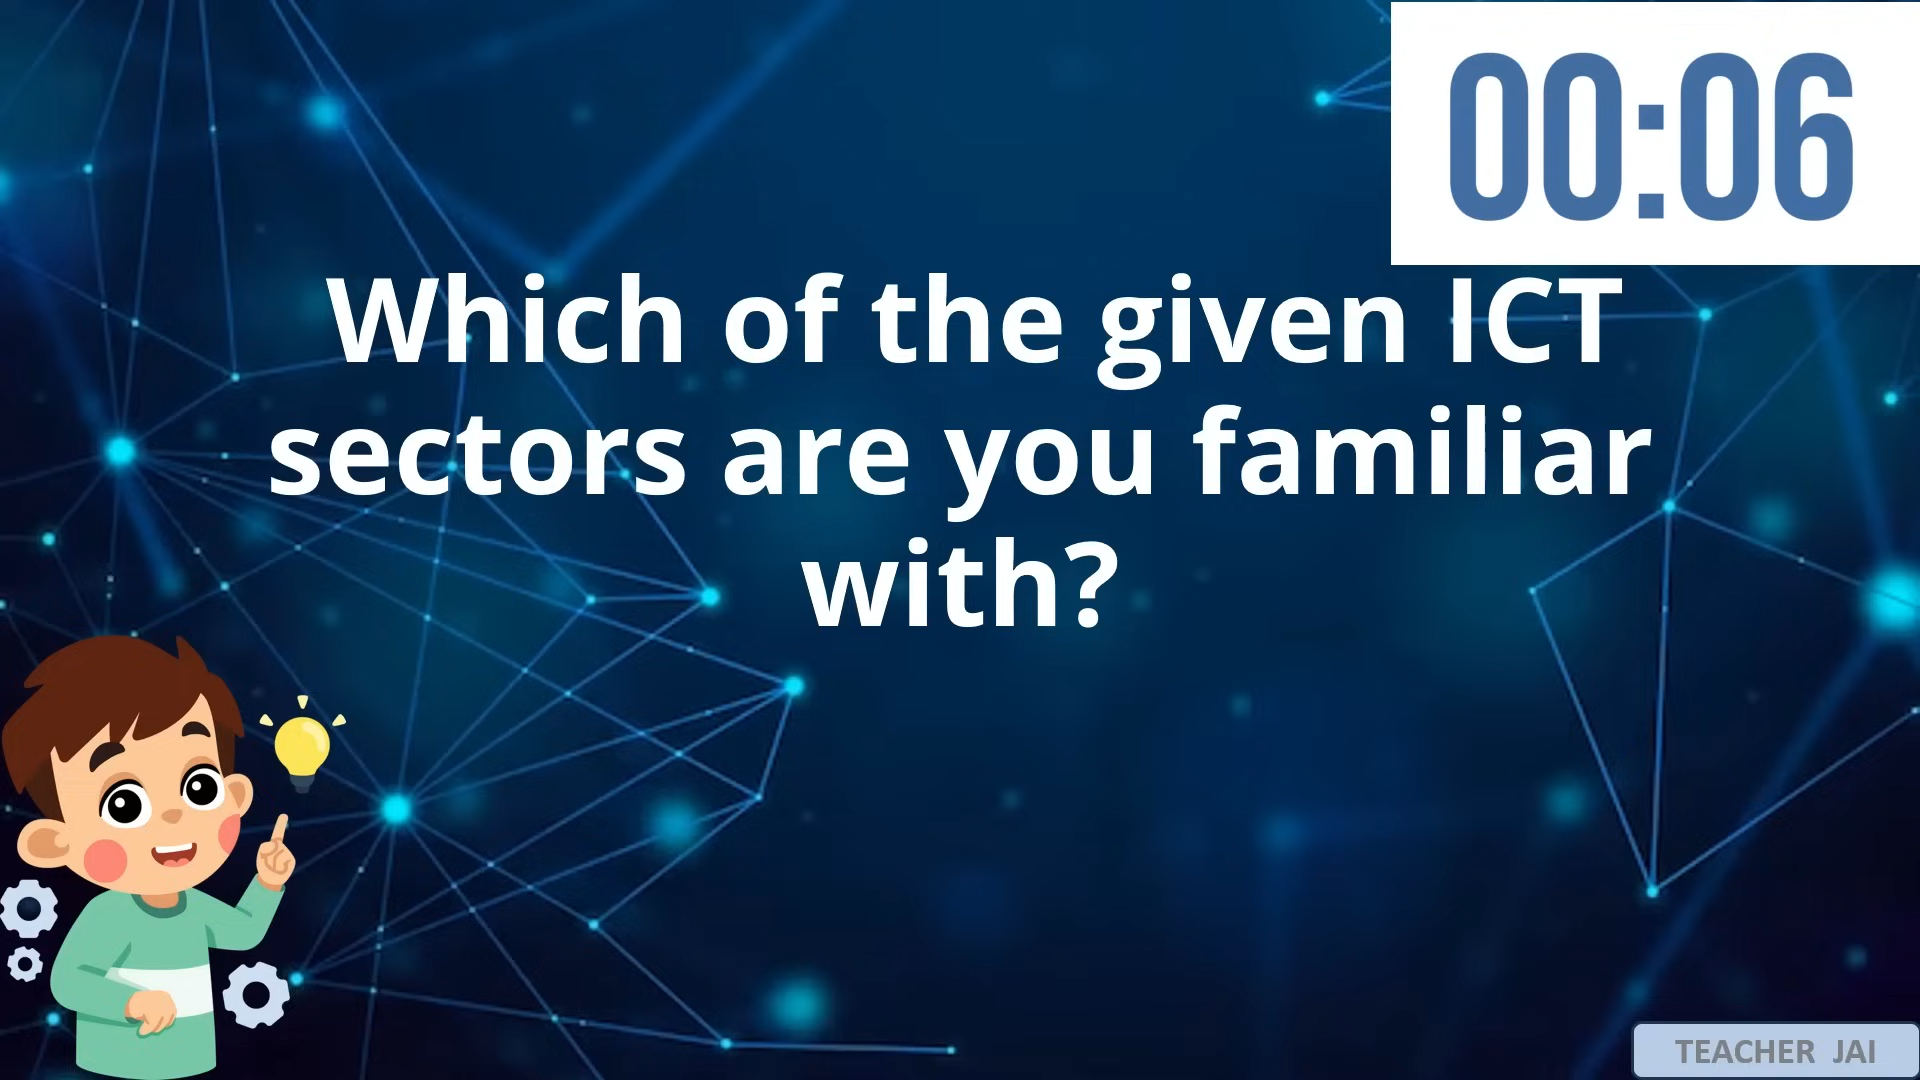 00:06
Which of the given ICT
sectors are you familiar
with?
TEACHER JAI